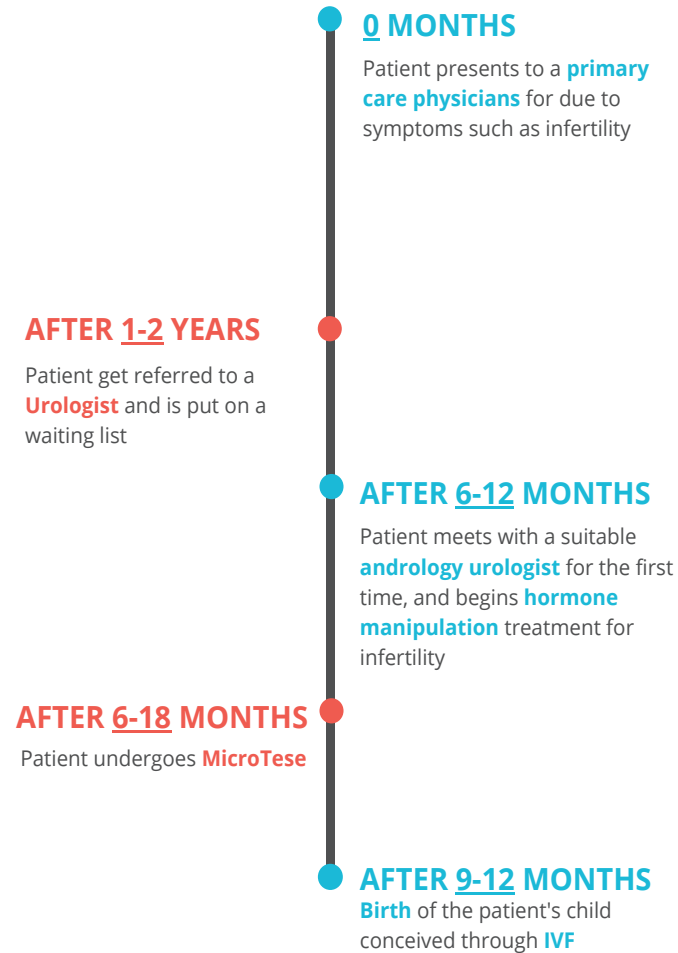 0 MONTHS
Patient presents to a primary
care physicians for due to
symptoms such as infertility
AFTER 1-2 YEARS
Patient get referred to a
Urologist and is put on a
waiting list
AFTER 6-12 MONTHS
Patient meets with a suitable
andrology urologist for the first
time, and begins hormone
manipulation treatment for
infertility
AFTER 6-18 MONTHS
Patient undergoes MicroTese
AFTER 9-12 MONTHS
Birth of the patient's child
conceived through IVF